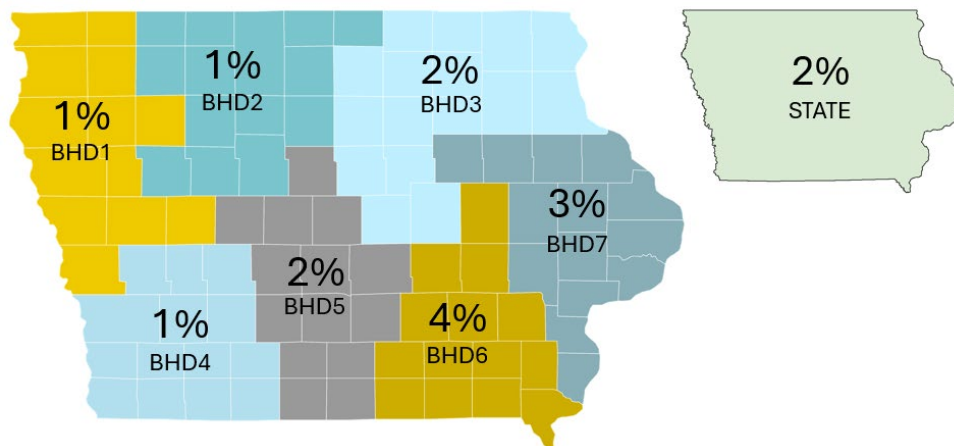 1%
BHD1
1%
BHD2
2%
BHD3
1%
BHD4
2%
BHD5
4%
BHD6
3%
BHD7
2%
STATE